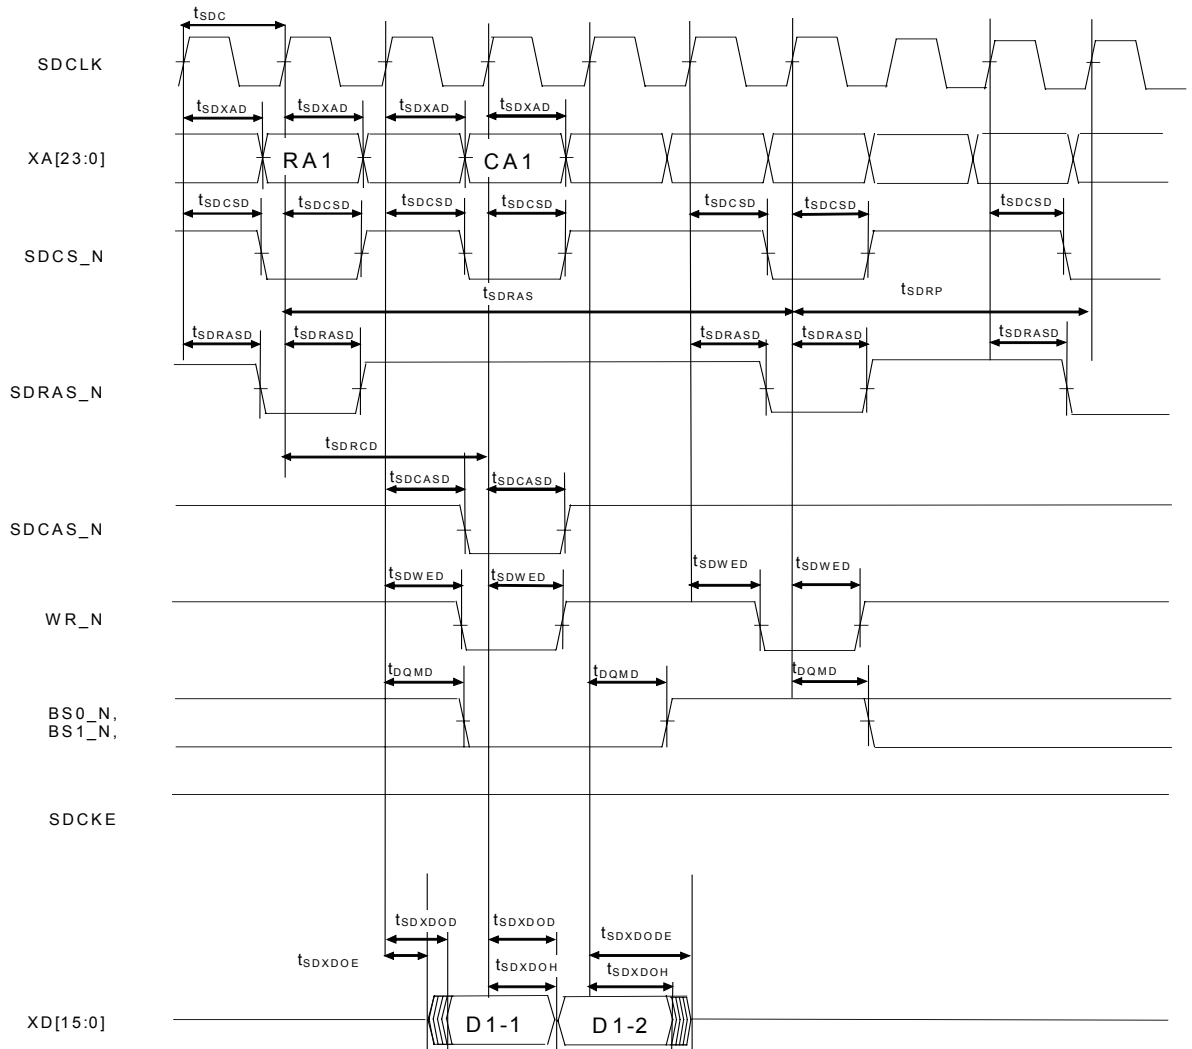 tSDC
SDCLK
tSDXAD tSDXAD tSDXAD tSDXAD
XA[23:0] RA1 CA1
tSDCSD tSDCSD tSDCSD tSDCSD tSDCSD tSDCSD tSDCSD
SDCS_N
tSDRAS tSDRP
tSDRASD tSDRASD tSDRASD tSDRASD tSDRASD
SDRAS_N
tSDRCD
tSDCASD tSDCASD
SDCAS_N
tSDWED tSDWED tSDWED tSDWED
WR_N
tDQMD tDQMD tDQMD
BS0_N,
BS1_N,
SDCKE
tSDXDOD tSDXDOD tSDXDODE
tSDXDOE tSDXDOH tSDXDOH
XD[15:0] D1-1 D1-2